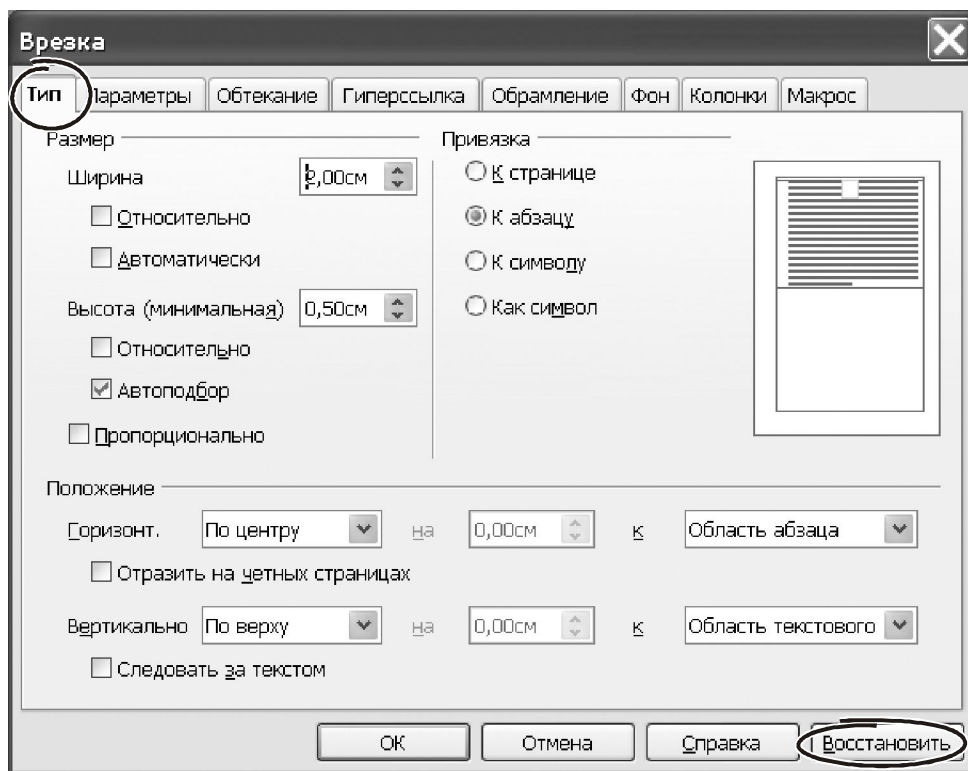 Врезка
Тип Параметры Обтекание Гиперссылка Обрамление Фон Колонки Макрос
Размер Привязка
Ширина 2,00см К странице
Относительно К абзацу
Автоматически К символу
Высота (минимальная) 0,50см Как символ
Относительно
Автоподбор
Пропорционально
Положение
Горизонт. По центру на 0,00см к Область абзаца
Отразить на четных страницах
Вертикально По верху на 0,00см к Область текстового
Следовать за текстом
ОК Отмена Справка Восстановить